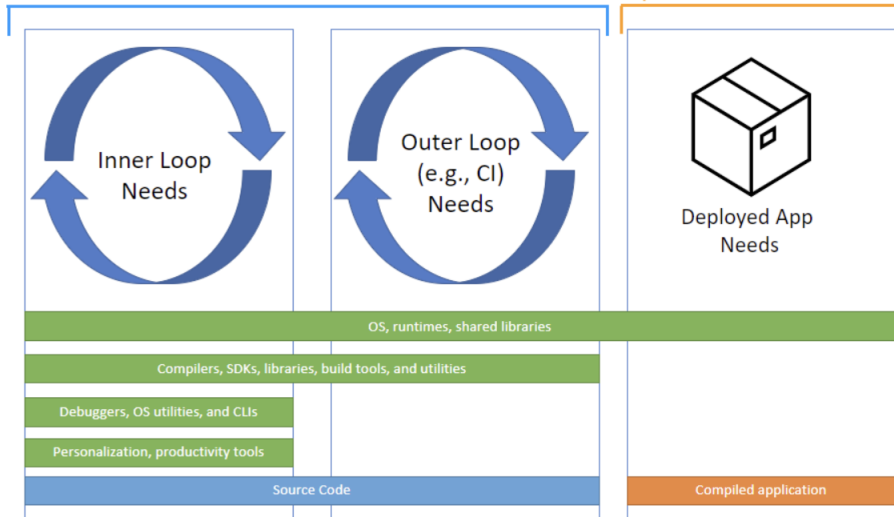 Inner Loop
Needs
Outer Loop
(e.g., CI)
Needs
Deployed App
Needs
OS, runtimes, shared libraries
Compilers, SDKs, libraries, build tools, and utilities
Debuggers, OS utilities, and CLIs
Personalization, productivity tools
Source Code
Compiled application